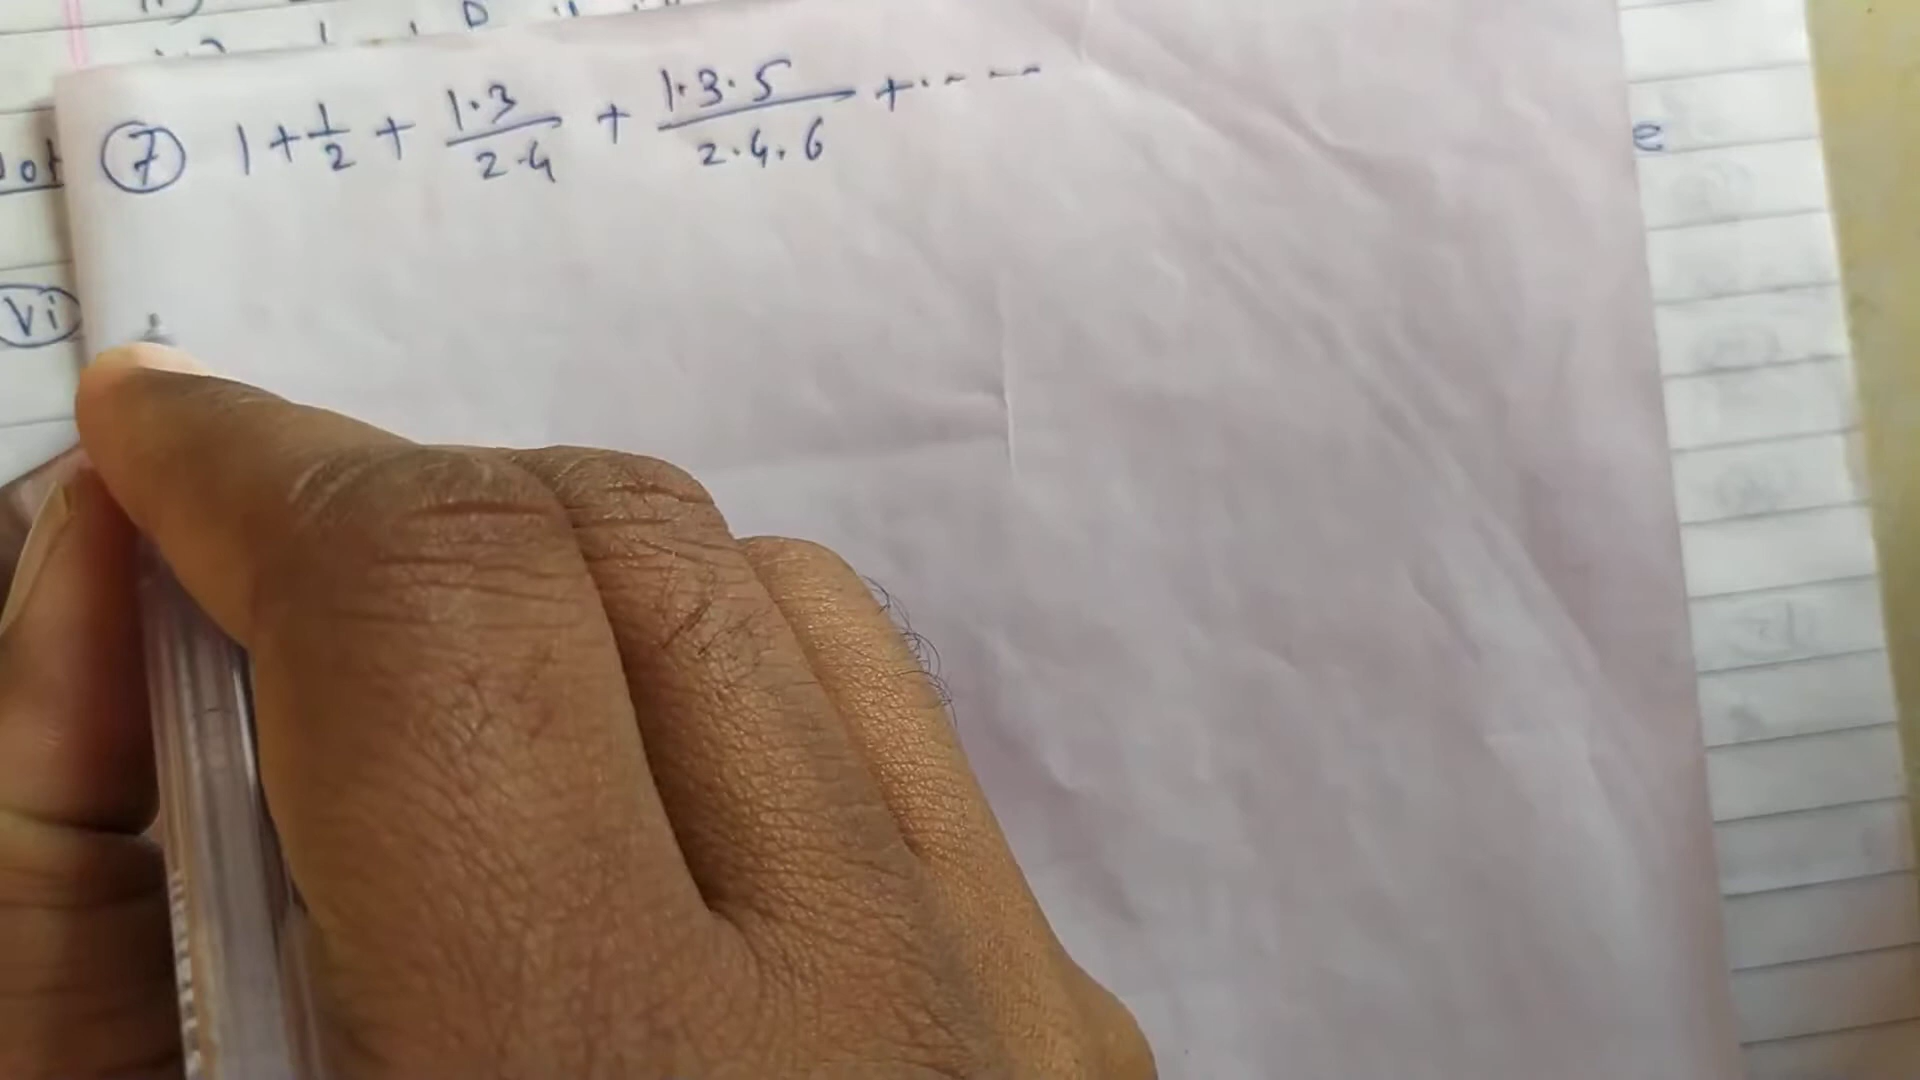 ⑦ 1 + 1/2 + 1·3/2·4 + 1·3·5/2·4·6 + ----
vi
e